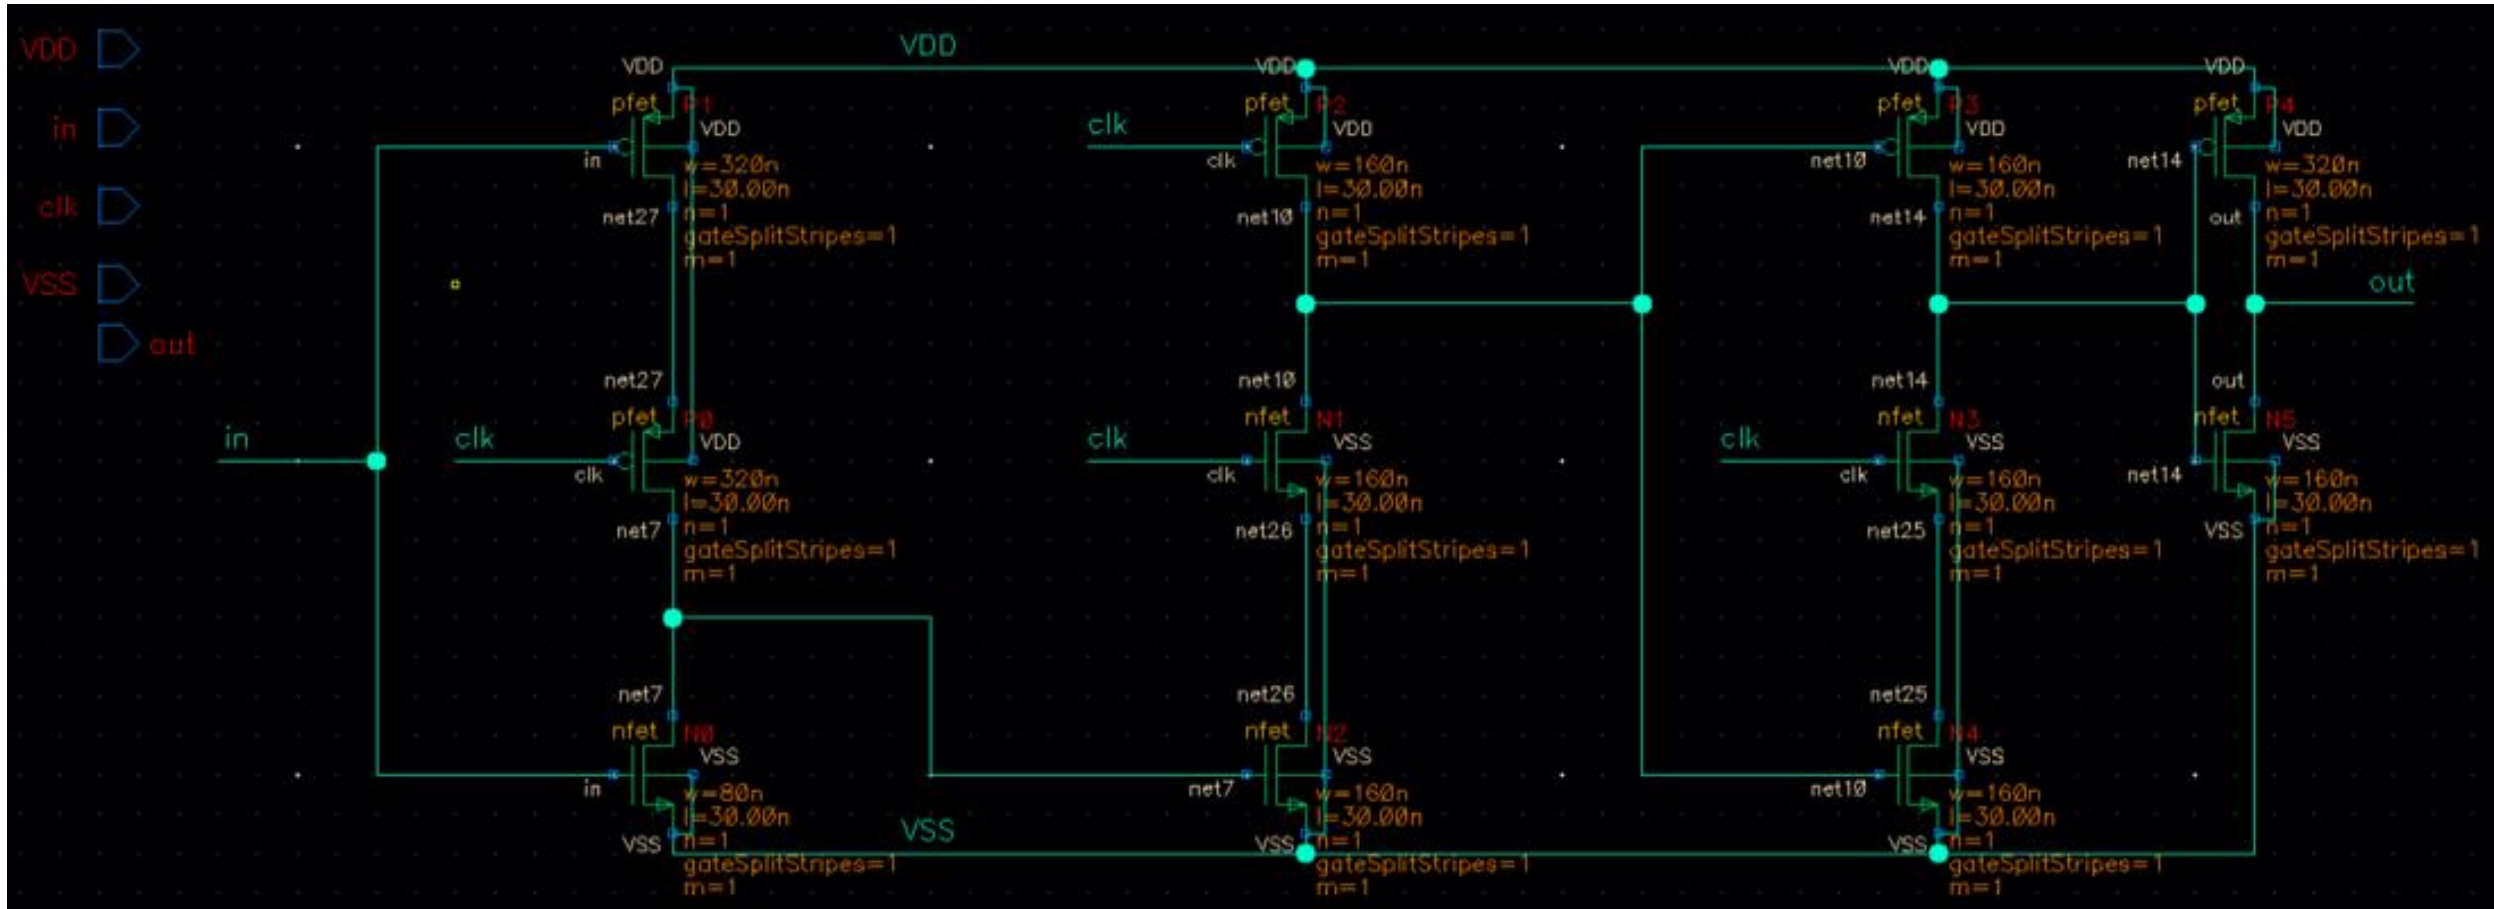 VDD
in
clk
VSS
out
VDD
VDD
pfet P1
VDD
in
w=320n
l=30.00n
net27
n=1
gateSplitStripes=1
m=1
VDD
pfet P2
VDD
clk
clk
w=160n
l=30.00n
net10
n=1
gateSplitStripes=1
m=1
VDD
pfet P3
VDD
net10
w=160n
l=30.00n
net14
n=1
gateSplitStripes=1
m=1
VDD
pfet P4
VDD
net14
w=320n
l=30.00n
out
n=1
gateSplitStripes=1
m=1
out
in
net27
pfet P0
clk
VDD
clk
w=320n
l=30.00n
net7
n=1
gateSplitStripes=1
m=1
net10
nfet N1
clk
VSS
clk
w=160n
l=30.00n
net26
n=1
gateSplitStripes=1
m=1
net14
nfet N3
clk
VSS
clk
w=160n
l=30.00n
net25
n=1
gateSplitStripes=1
m=1
out
nfet N5
VSS
net14
w=160n
l=30.00n
VSS
n=1
gateSplitStripes=1
m=1
net7
nfet N0
VSS
in
w=80n
l=30.00n
VSS
n=1
gateSplitStripes=1
m=1
VSS
net26
nfet N2
VSS
net7
w=160n
l=30.00n
VSS
n=1
gateSplitStripes=1
m=1
net25
nfet N4
VSS
net10
w=160n
l=30.00n
VSS
n=1
gateSplitStripes=1
m=1